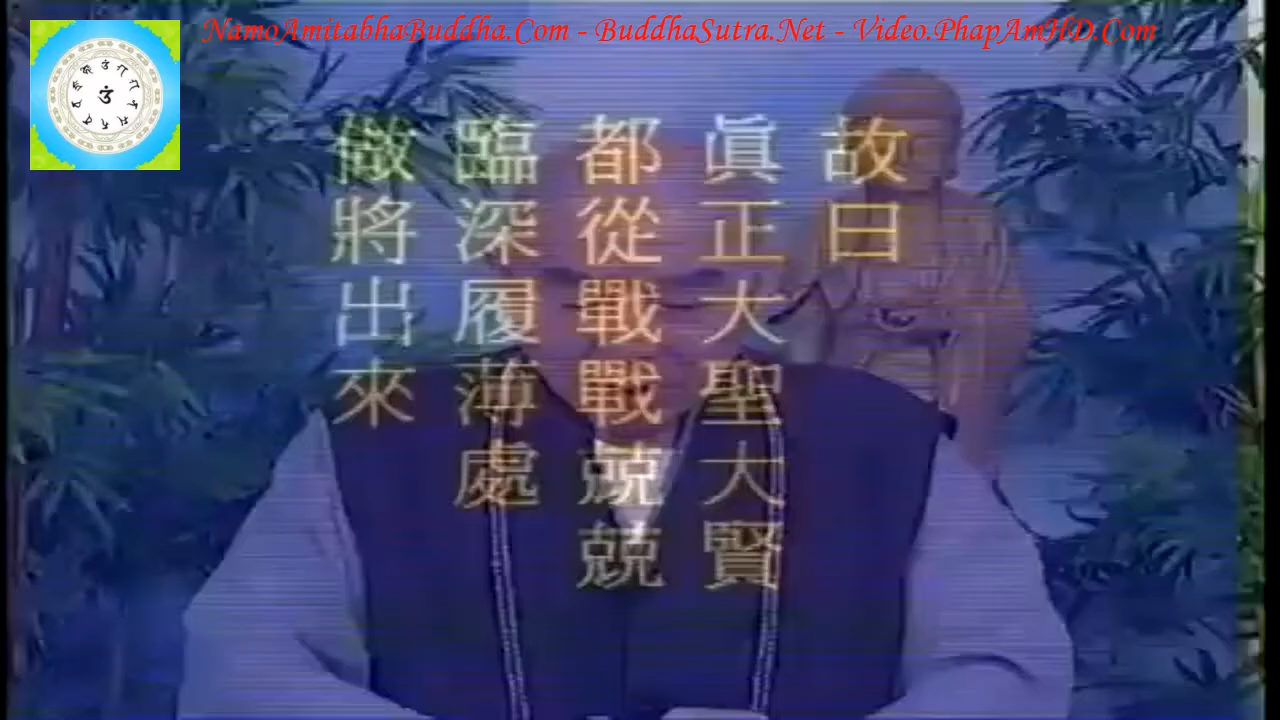 NamoAmitabhaBuddha.Com - BuddhaSutra.Net - Video.PhapAmHD.Com
故曰
眞正大聖大賢
都從戰戰兢兢
臨深履薄處
做將出來